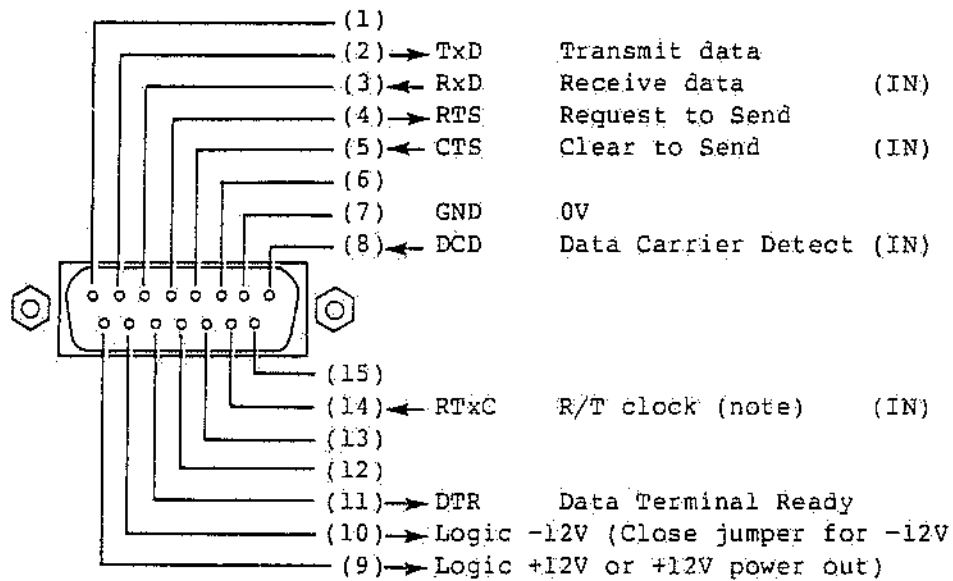 (1)
(2) TxD Transmit data
(3) RxD Receive data (IN)
(4) RTS Request to Send
(5) CTS Clear to Send (IN)
(6)
(7) GND 0V
(8) DCD Data Carrier Detect (IN)
(15)
(14) RTxC R/T clock (note) (IN)
(13)
(12)
(11) DTR Data Terminal Ready
(10) Logic -12V (Close jumper for -12V
(9) Logic +12V or +12V power out)